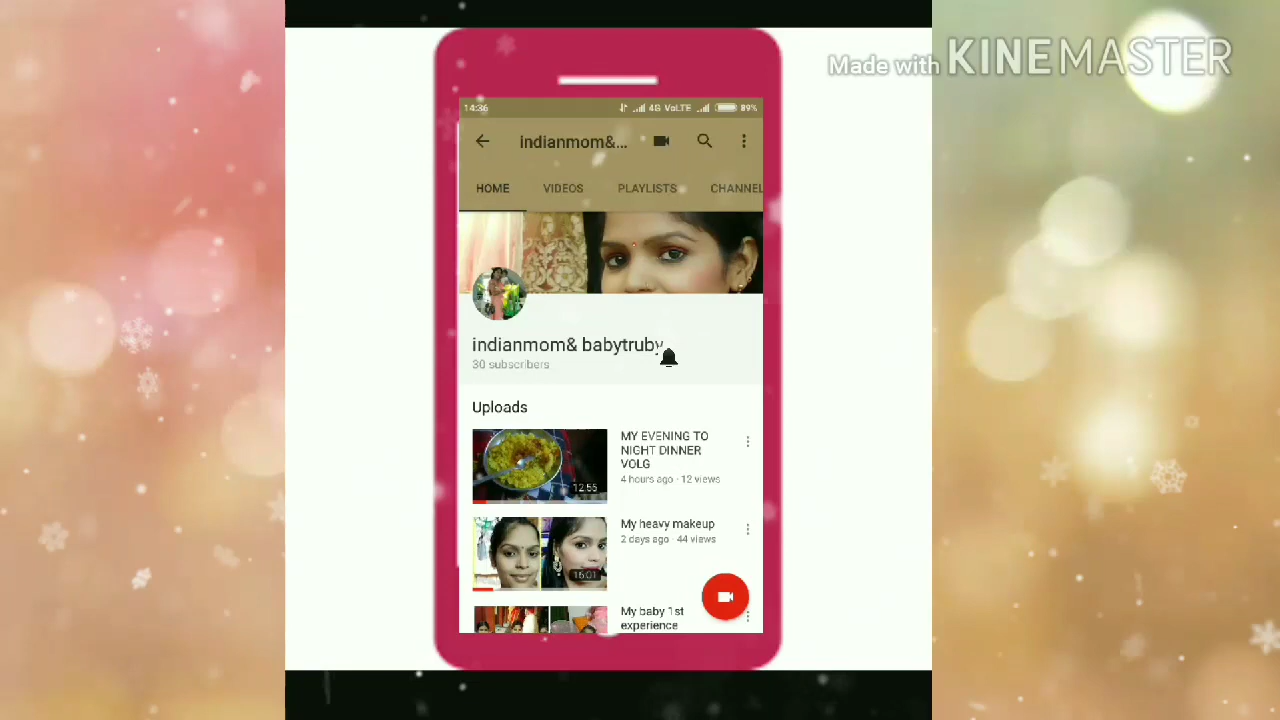 Made with KINEMASTER
14:36 4G VoLTE 89%
indianmom&...
HOME VIDEOS PLAYLISTS CHANNEL
indianmom& babytruby
30 subscribers
Uploads
MY EVENING TO
NIGHT DINNER
VOLG
4 hours ago · 12 views
12:55
My heavy makeup
2 days ago · 44 views
15:01
My baby 1st
experience